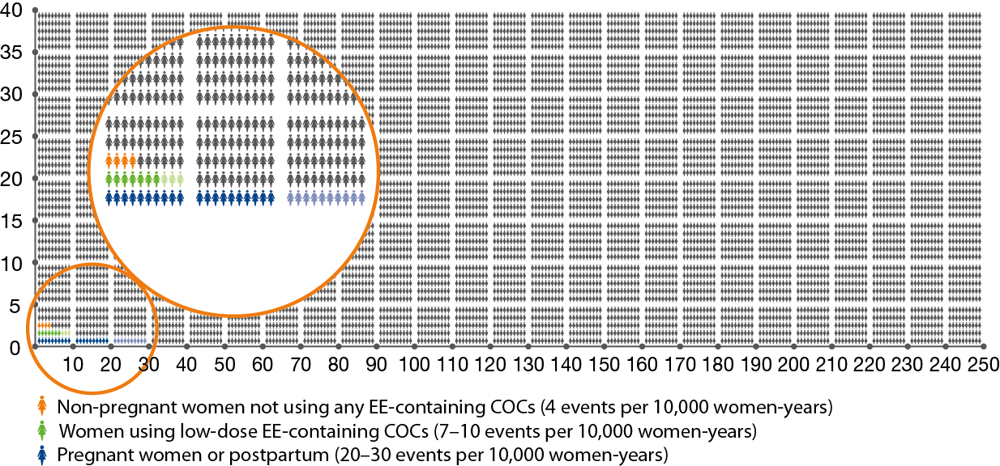 40
35
30
25
20
15
10
5
0
10 20 30 40 50 60 70 80 90 100 110 120 130 140 150 160 170 180 190 200 210 220 230 240 250
Non-pregnant women not using any EE-containing COCs (4 events per 10,000 women-years)
Women using low-dose EE-containing COCs (7–10 events per 10,000 women-years)
Pregnant women or postpartum (20–30 events per 10,000 women-years)